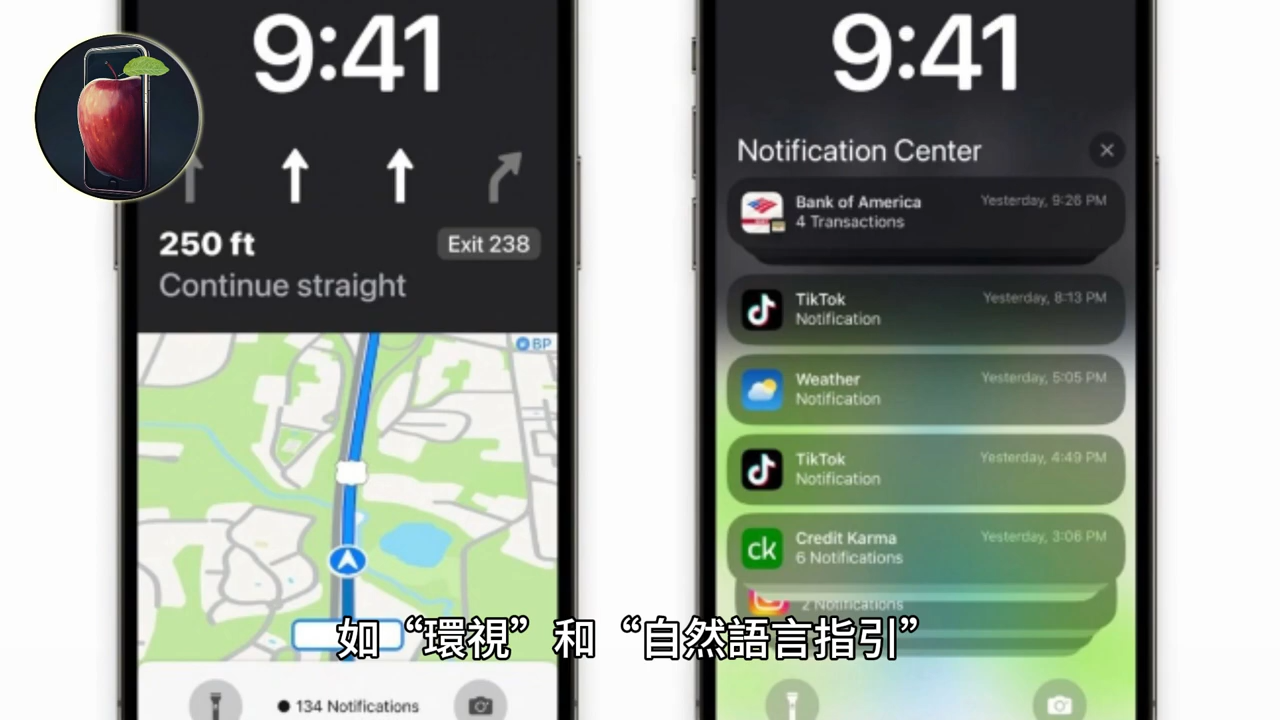 9:41
250 ft
Exit 238
Continue straight
BP
134 Notifications
9:41
Notification Center
Bank of America
Yesterday, 9:26 PM
4 Transactions
TikTok
Yesterday, 8:13 PM
Notification
Weather
Yesterday, 5:05 PM
Notification
TikTok
Yesterday, 4:49 PM
Notification
ck
Credit Karma
Yesterday, 3:06 PM
6 Notifications
2 Notifications
如“環視”和“自然語言指引”